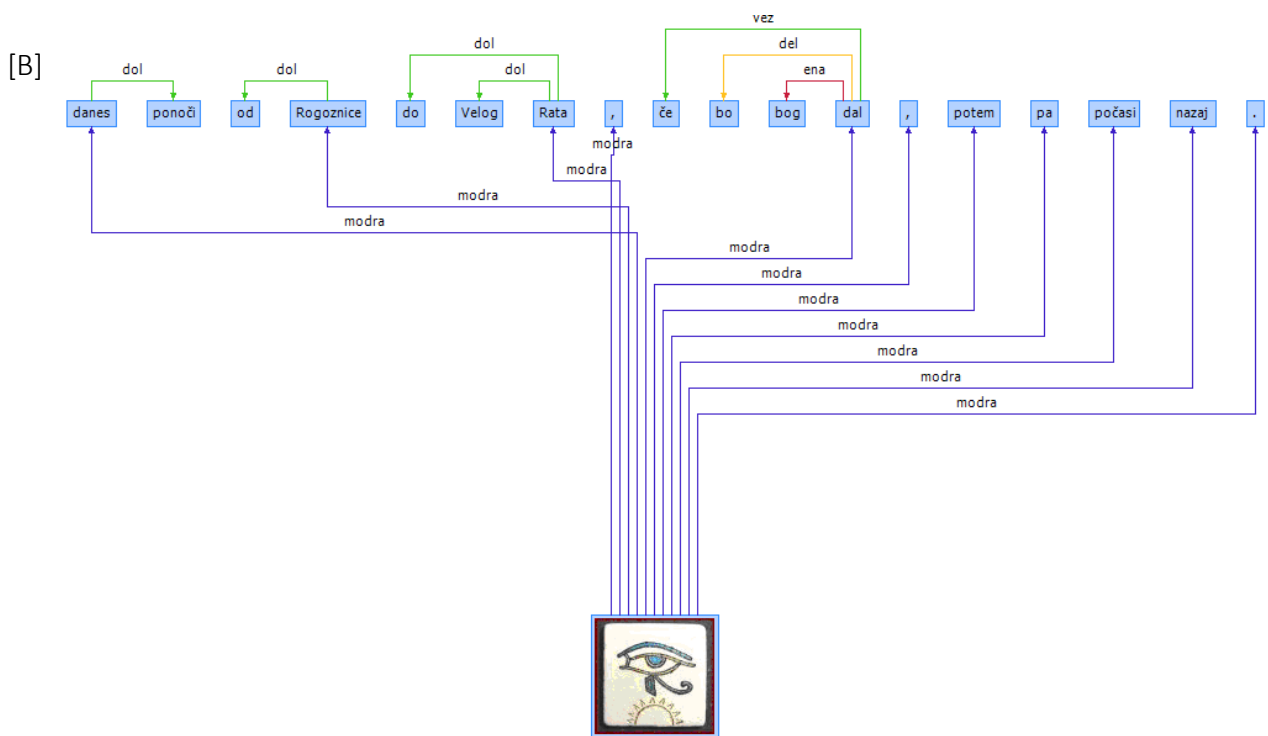 vez
dol del
[B] dol dol dol ena
danes ponoči od Rogoznice do Velog Rata , če bo bog dal , potem pa počasi nazaj .
modra
modra
modra
modra
modra
modra
modra
modra
modra
modra
modra